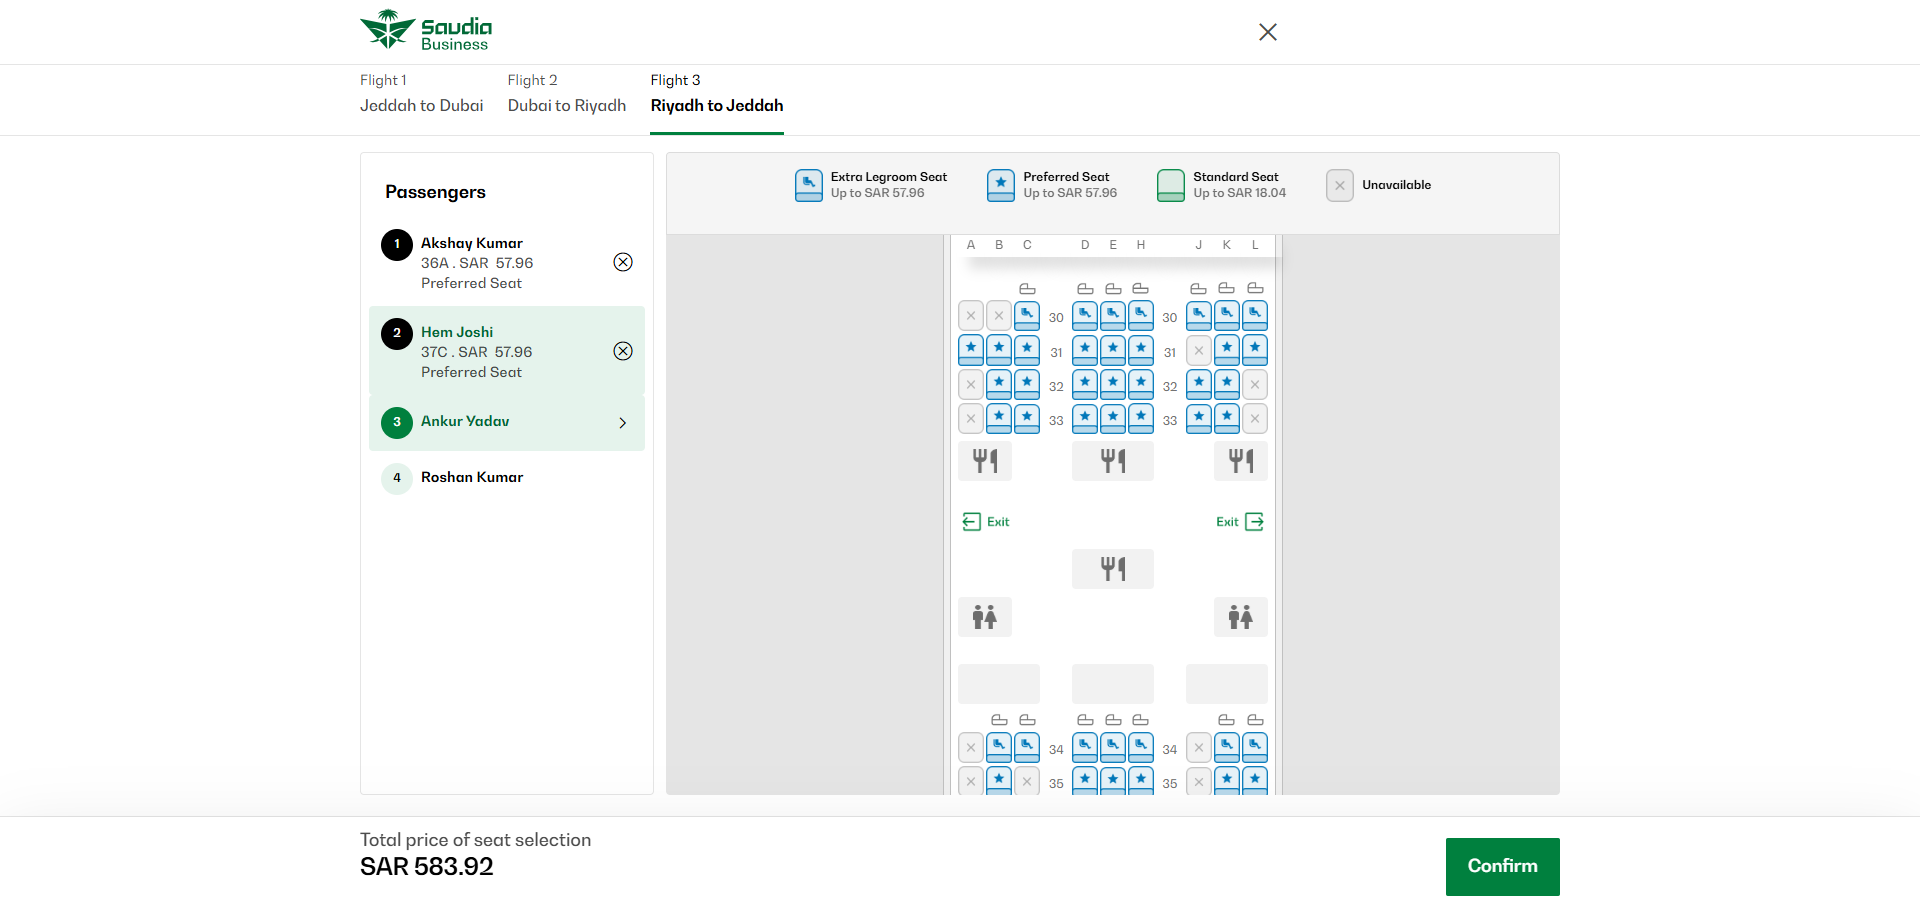 Saudia
Business
Flight 1
Jeddah to Dubai
Flight 2
Dubai to Riyadh
Flight 3
Riyadh to Jeddah
Passengers
1
Akshay Kumar
36A . SAR 57.96
Preferred Seat
2
Hem Joshi
37C . SAR 57.96
Preferred Seat
3
Ankur Yadav
4
Roshan Kumar
Extra Legroom Seat
Up to SAR 57.96
Preferred Seat
Up to SAR 57.96
Standard Seat
Up to SAR 18.04
Unavailable
A B C D E H J K L
30 30
31 31
32 32
33 33
Exit Exit
34 34
35 35
Total price of seat selection
SAR 583.92
Confirm